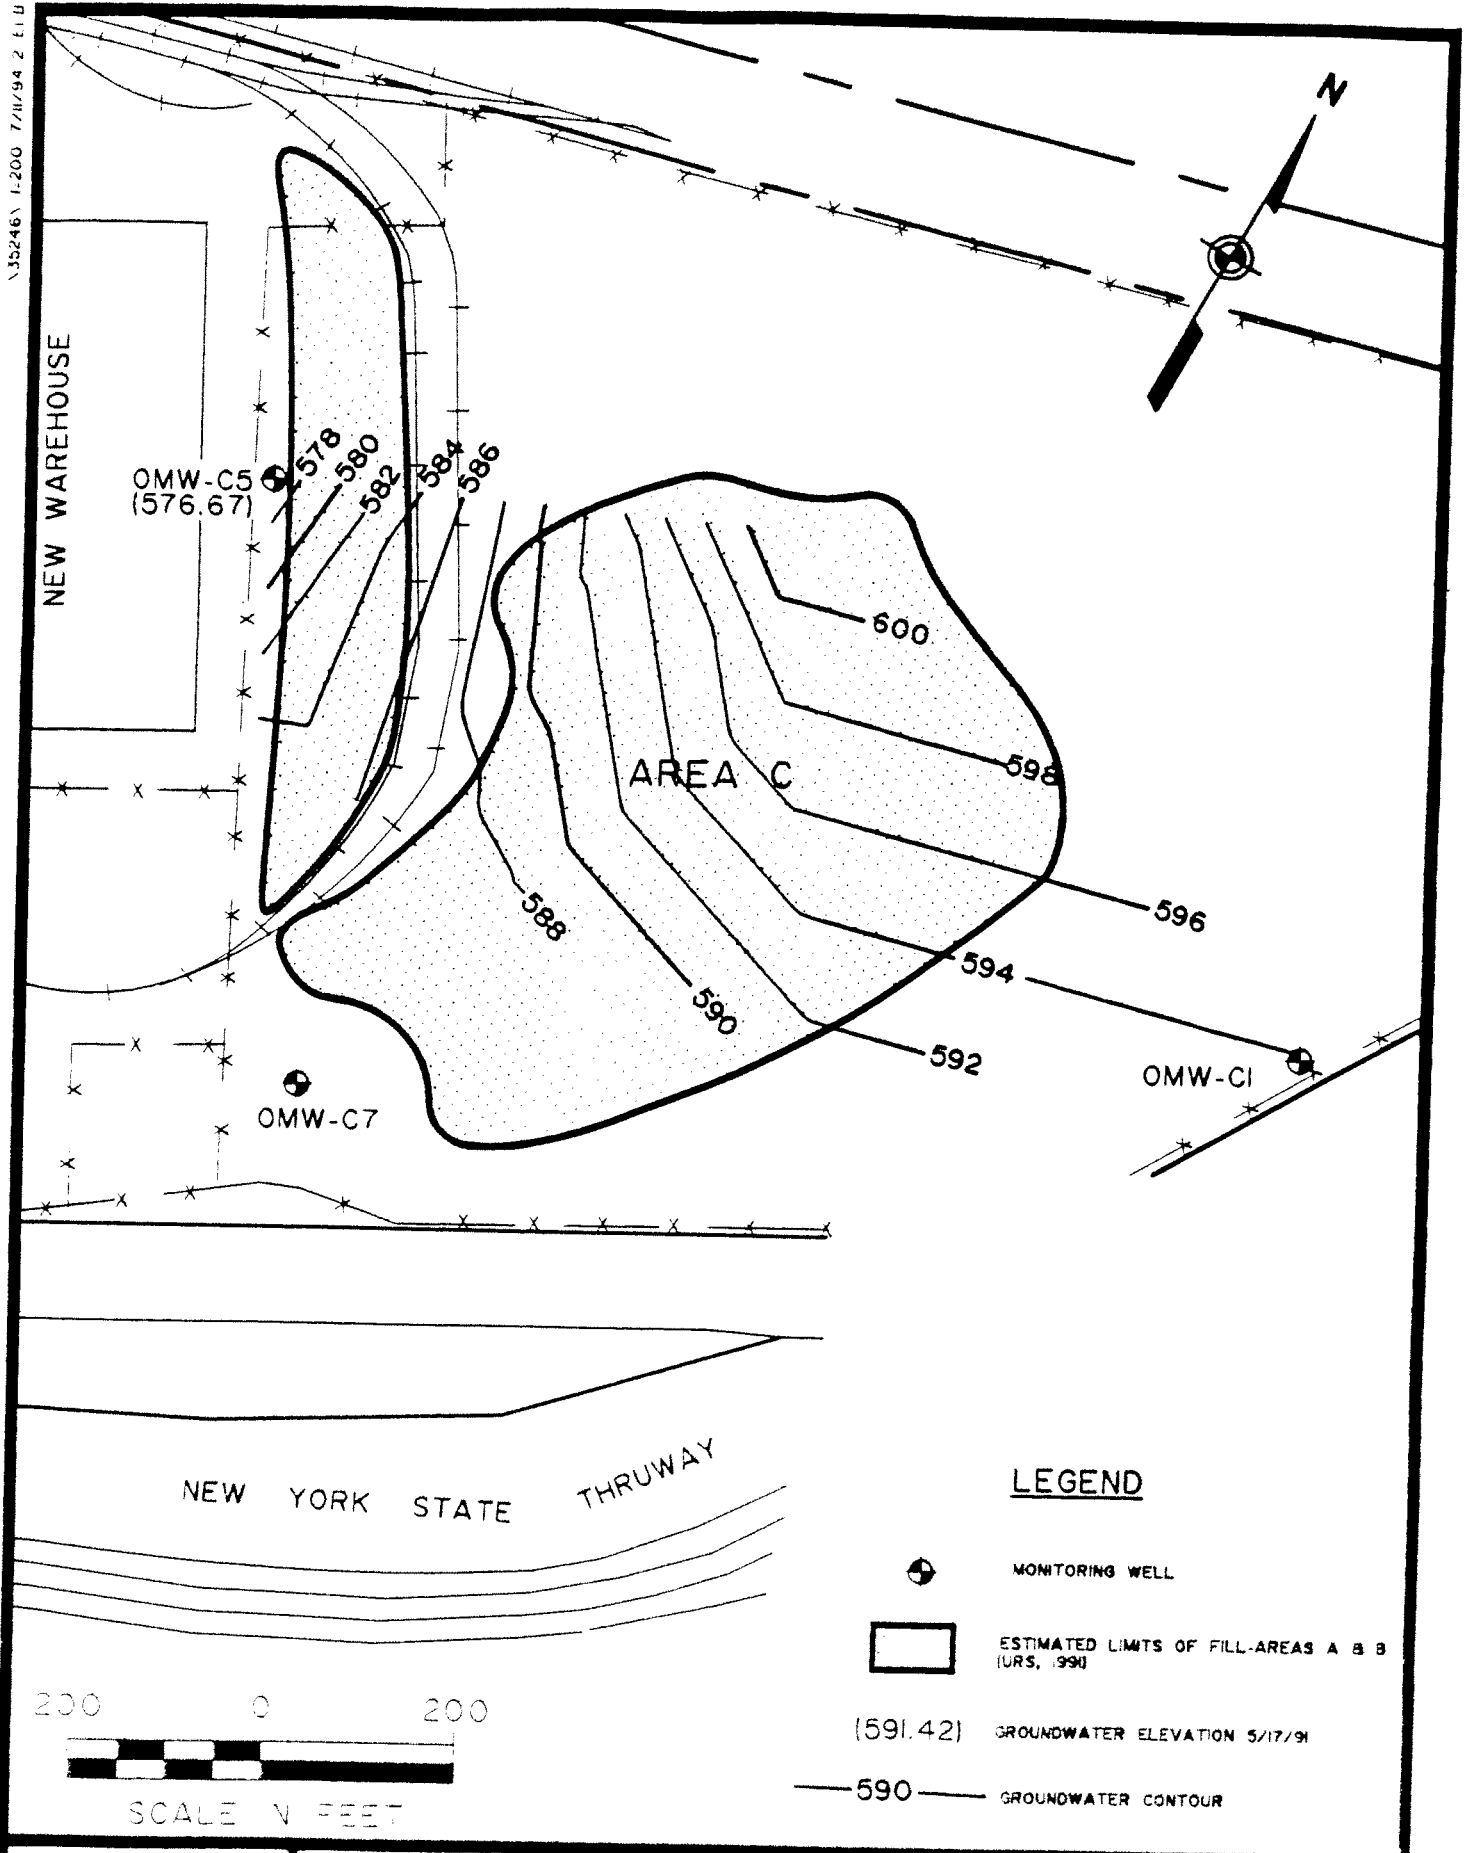 \35246\ 1-200 7/11/94 2
N
NEW WAREHOUSE
OMW-C5
(576.67)
578
580
582
584
586
600
598
AREA C
596
588
594
590
592
OMW-C1
OMW-C7
NEW YORK STATE THRUWAY
LEGEND
MONITORING WELL
ESTIMATED LIMITS OF FILL-AREAS A & B
(URS,
(591.42) GROUNDWATER ELEVATION 5/17/91
590 GROUNDWATER CONTOUR
200 0 200
SCALE N FEET